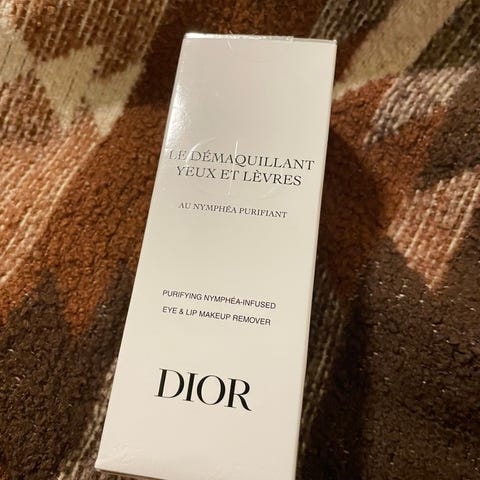 LE DÉMAQUILLANT
YEUX ET LÈVRES
AU NYMPHÉA PURIFIANT
PURIFYING NYMPHÉA-INFUSED
EYE & LIP MAKEUP REMOVER
DIOR